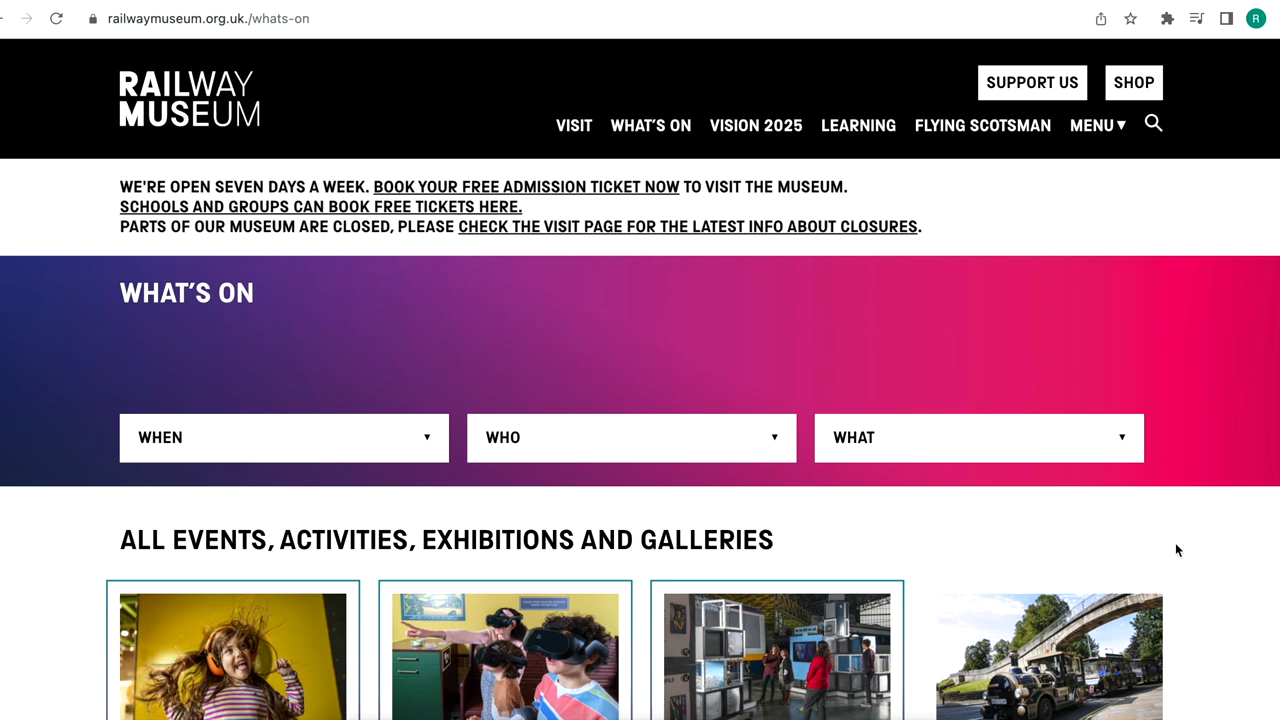 railwaymuseum.org.uk./whats-on
R
RAILWAY
MUSEUM
SUPPORT US
SHOP
VISIT
WHAT'S ON
VISION 2025
LEARNING
FLYING SCOTSMAN
MENU▼
WE'RE OPEN SEVEN DAYS A WEEK. BOOK YOUR FREE ADMISSION TICKET NOW TO VISIT THE MUSEUM.
SCHOOLS AND GROUPS CAN BOOK FREE TICKETS HERE.
PARTS OF OUR MUSEUM ARE CLOSED, PLEASE CHECK THE VISIT PAGE FOR THE LATEST INFO ABOUT CLOSURES.
WHAT'S ON
WHEN
WHO
WHAT
ALL EVENTS, ACTIVITIES, EXHIBITIONS AND GALLERIES